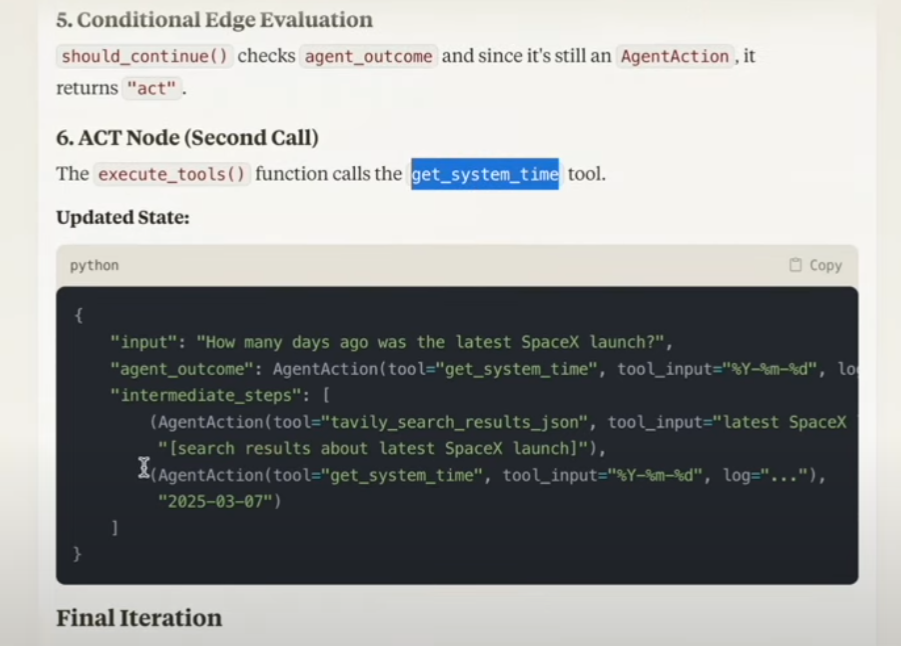 5. Conditional Edge Evaluation
should_continue() checks agent_outcome and since it's still an AgentAction, it
returns "act".
6. ACT Node (Second Call)
The execute_tools() function calls the get_system_time tool.
Updated State:
python
Copy
{
"input": "How many days ago was the latest SpaceX launch?",
"agent_outcome": AgentAction(tool="get_system_time", tool_input="%Y-%m-%d", lo
"intermediate_steps": [
(AgentAction(tool="tavily_search_results_json", tool_input="latest SpaceX
"[search results about latest SpaceX launch]"),
(AgentAction(tool="get_system_time", tool_input="%Y-%m-%d", log="..."),
"2025-03-07")
]
}
Final Iteration